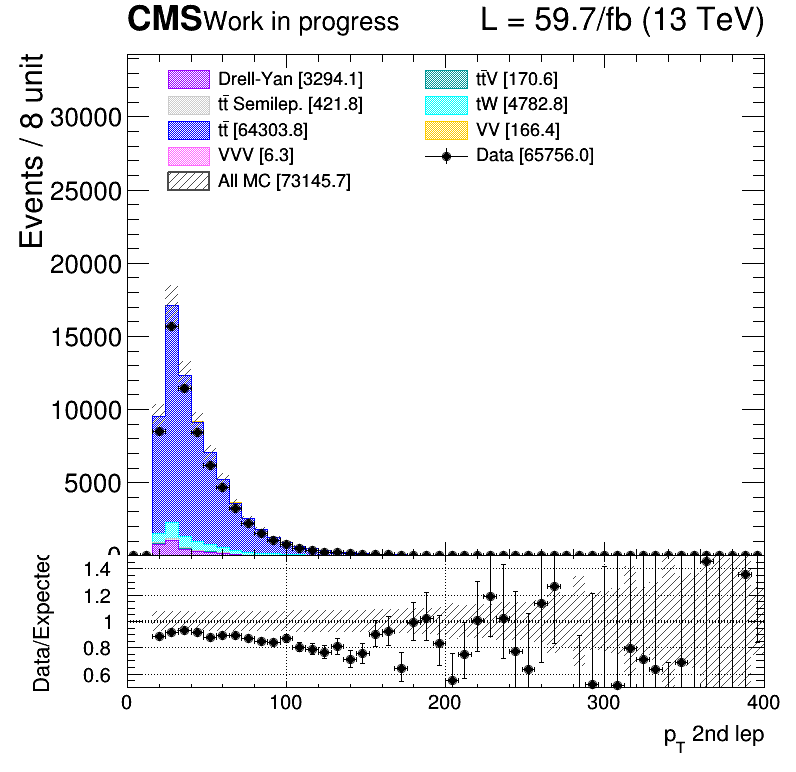 CMS Work in progress L = 59.7/fb (13 TeV)
Events / 8 unit
Drell-Yan [3294.1]
tt̄ Semilep. [421.8]
tt̄ [64303.8]
VVV [6.3]
All MC [73145.7]
tt̄V [170.6]
tW [4782.8]
VV [166.4]
Data [65756.0]
30000
25000
20000
15000
10000
5000
0
Data/Expected
1.4
1.2
1
0.8
0.6
0 100 200 300 400
p_T 2nd lep